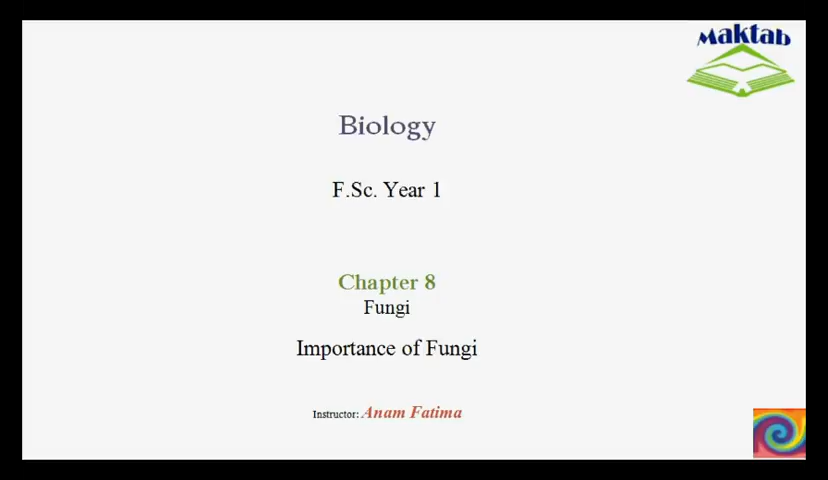 Maktab
Biology
F.Sc. Year 1
Chapter 8
Fungi
Importance of Fungi
Instructor: Anam Fatima